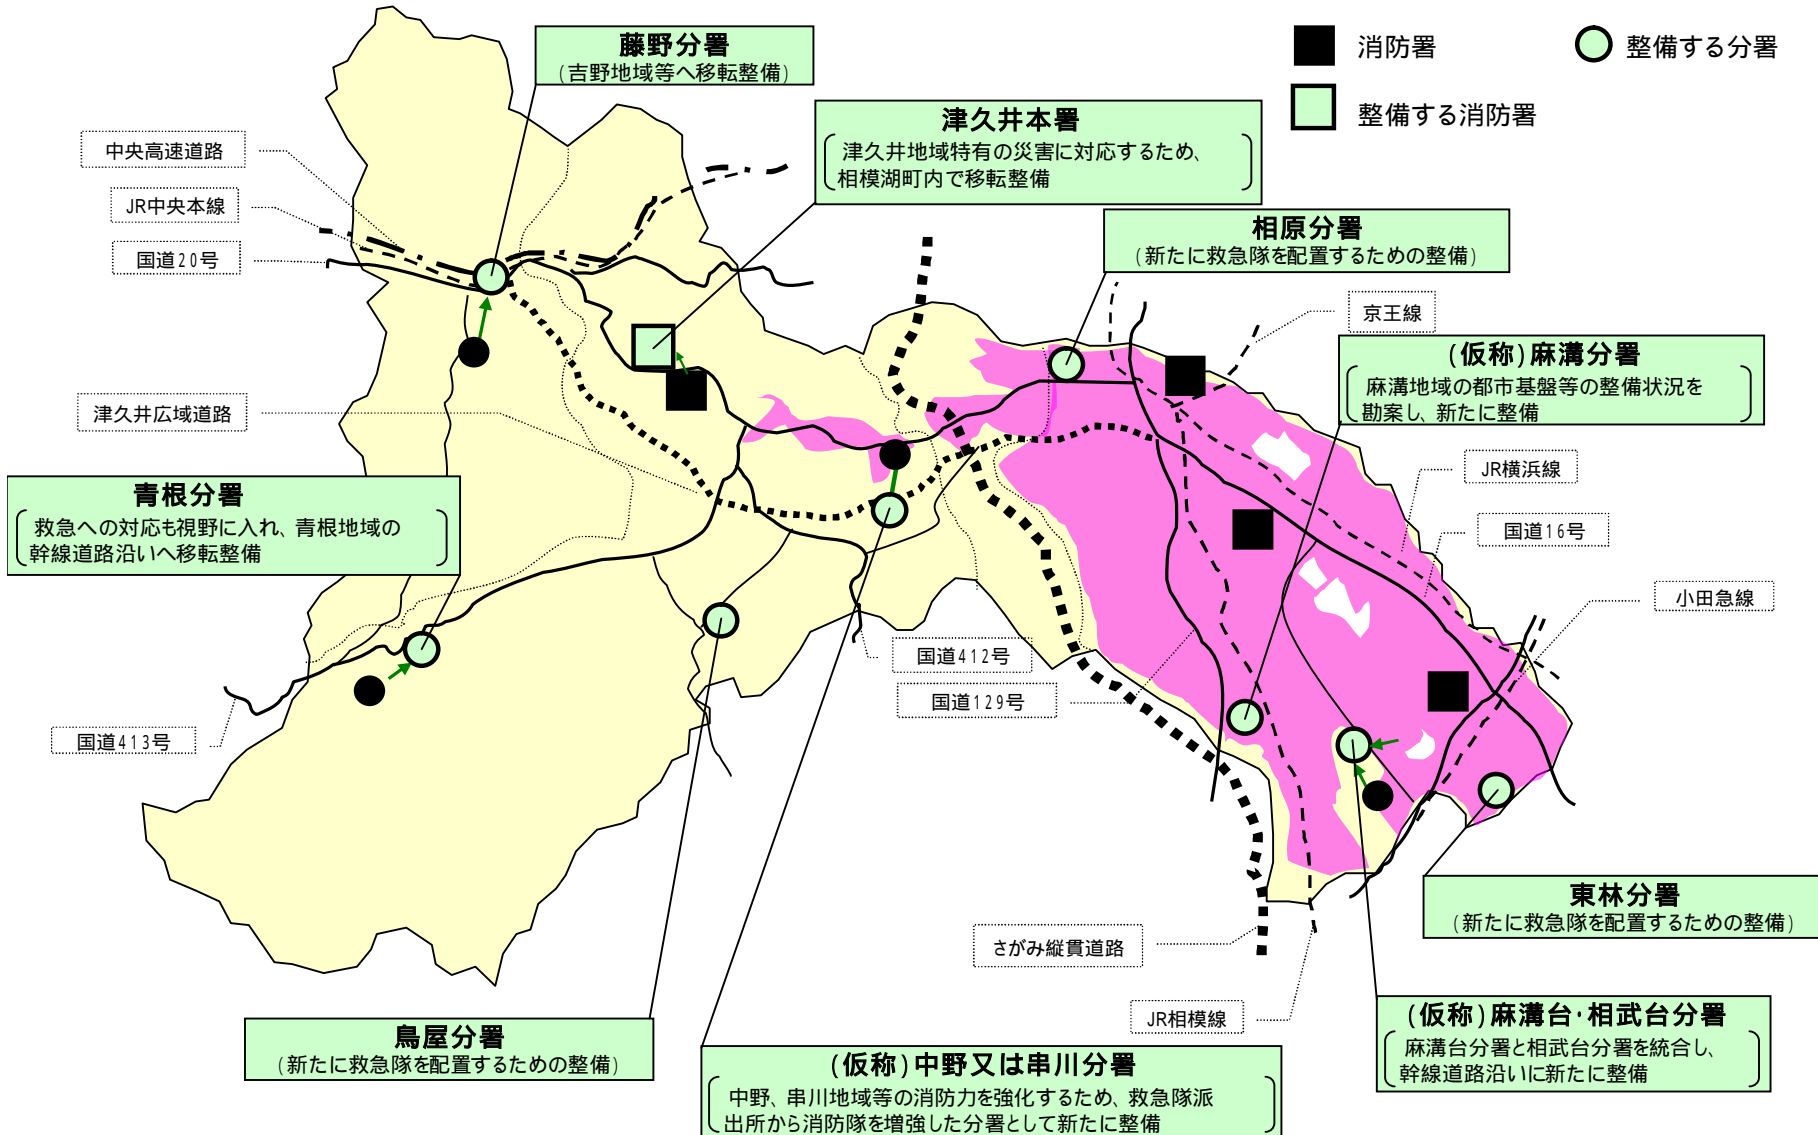 藤野分署
(吉野地域等へ移転整備)
消防署
整備する分署
整備する消防署
津久井本署
津久井地域特有の災害に対応するため、
相模湖町内で移転整備
中央高速道路
JR中央本線
国道20号
相原分署
(新たに救急隊を配置するための整備)
京王線
(仮称)麻溝分署
麻溝地域の都市基盤等の整備状況を
勘案し、新たに整備
津久井広域道路
JR横浜線
国道16号
青根分署
救急への対応も視野に入れ、青根地域の
幹線道路沿いへ移転整備
小田急線
国道412号
国道129号
国道413号
東林分署
(新たに救急隊を配置するための整備)
さがみ縦貫道路
JR相模線
鳥屋分署
(新たに救急隊を配置するための整備)
(仮称)中野又は串川分署
中野、串川地域等の消防力を強化するため、救急隊派
出所から消防隊を増強した分署として新たに整備
(仮称)麻溝台・相武台分署
麻溝台分署と相武台分署を統合し、
幹線道路沿いに新たに整備